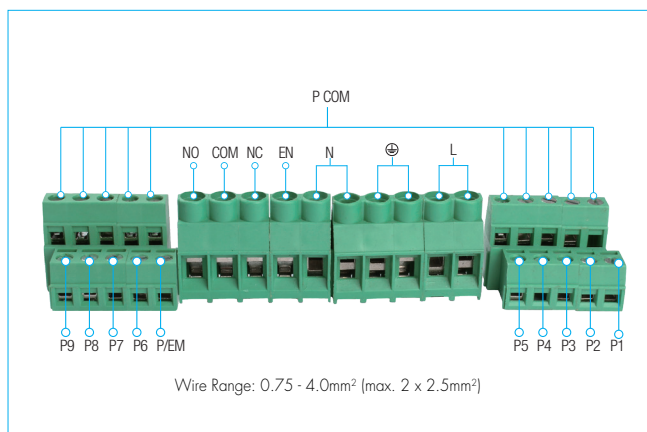 P COM
NO COM NC EN N L
P9 P8 P7 P6 P/EM P5 P4 P3 P2 P1
Wire Range: 0.75 - 4.0mm² (max. 2 x 2.5mm²)